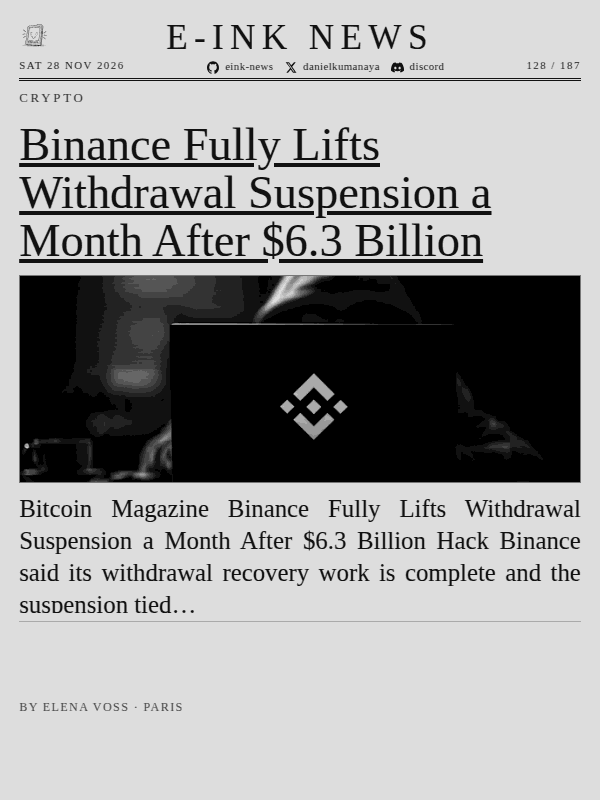 E-INK NEWS
SAT 28 NOV 2026
eink-news danielkumanaya discord
128 / 187
CRYPTO
Binance Fully Lifts
Withdrawal Suspension a
Month After $6.3 Billion
Bitcoin Magazine Binance Fully Lifts Withdrawal
Suspension a Month After $6.3 Billion Hack Binance
said its withdrawal recovery work is complete and the
suspension tied…
BY ELENA VOSS · PARIS